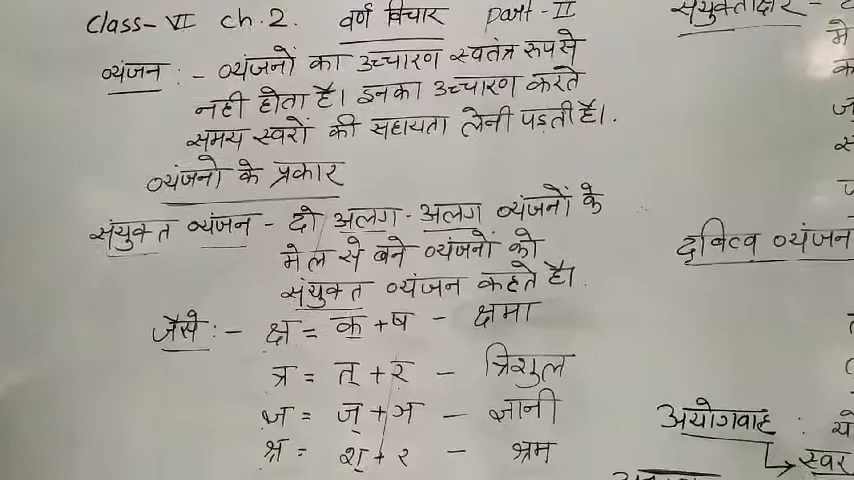 Class- VI ch.2. वर्ण विचार part-II
व्यंजन :- व्यंजनों का उच्चारण स्वतंत्र रुप से
नही होता है। इनका उच्चारण करते
समय स्वरों की सहायता लेनी पड़ती है।
व्यंजनो के प्रकार
संयुक्त व्यंजन - दो अलग-अलग व्यंजनों के
मेल से बने व्यंजनों को
संयुक्त व्यंजन कहते है।
जैसे :- क्ष = क् + ष - क्षमा
त्र = त् + र - त्रिशुल
ज्ञ = ज् + ञ - ज्ञानी
श्र = श् + र - श्रम
संयुक्ताक्षर -
मे
द्वित्व व्यंजन
अयोगवाह :
स्वर